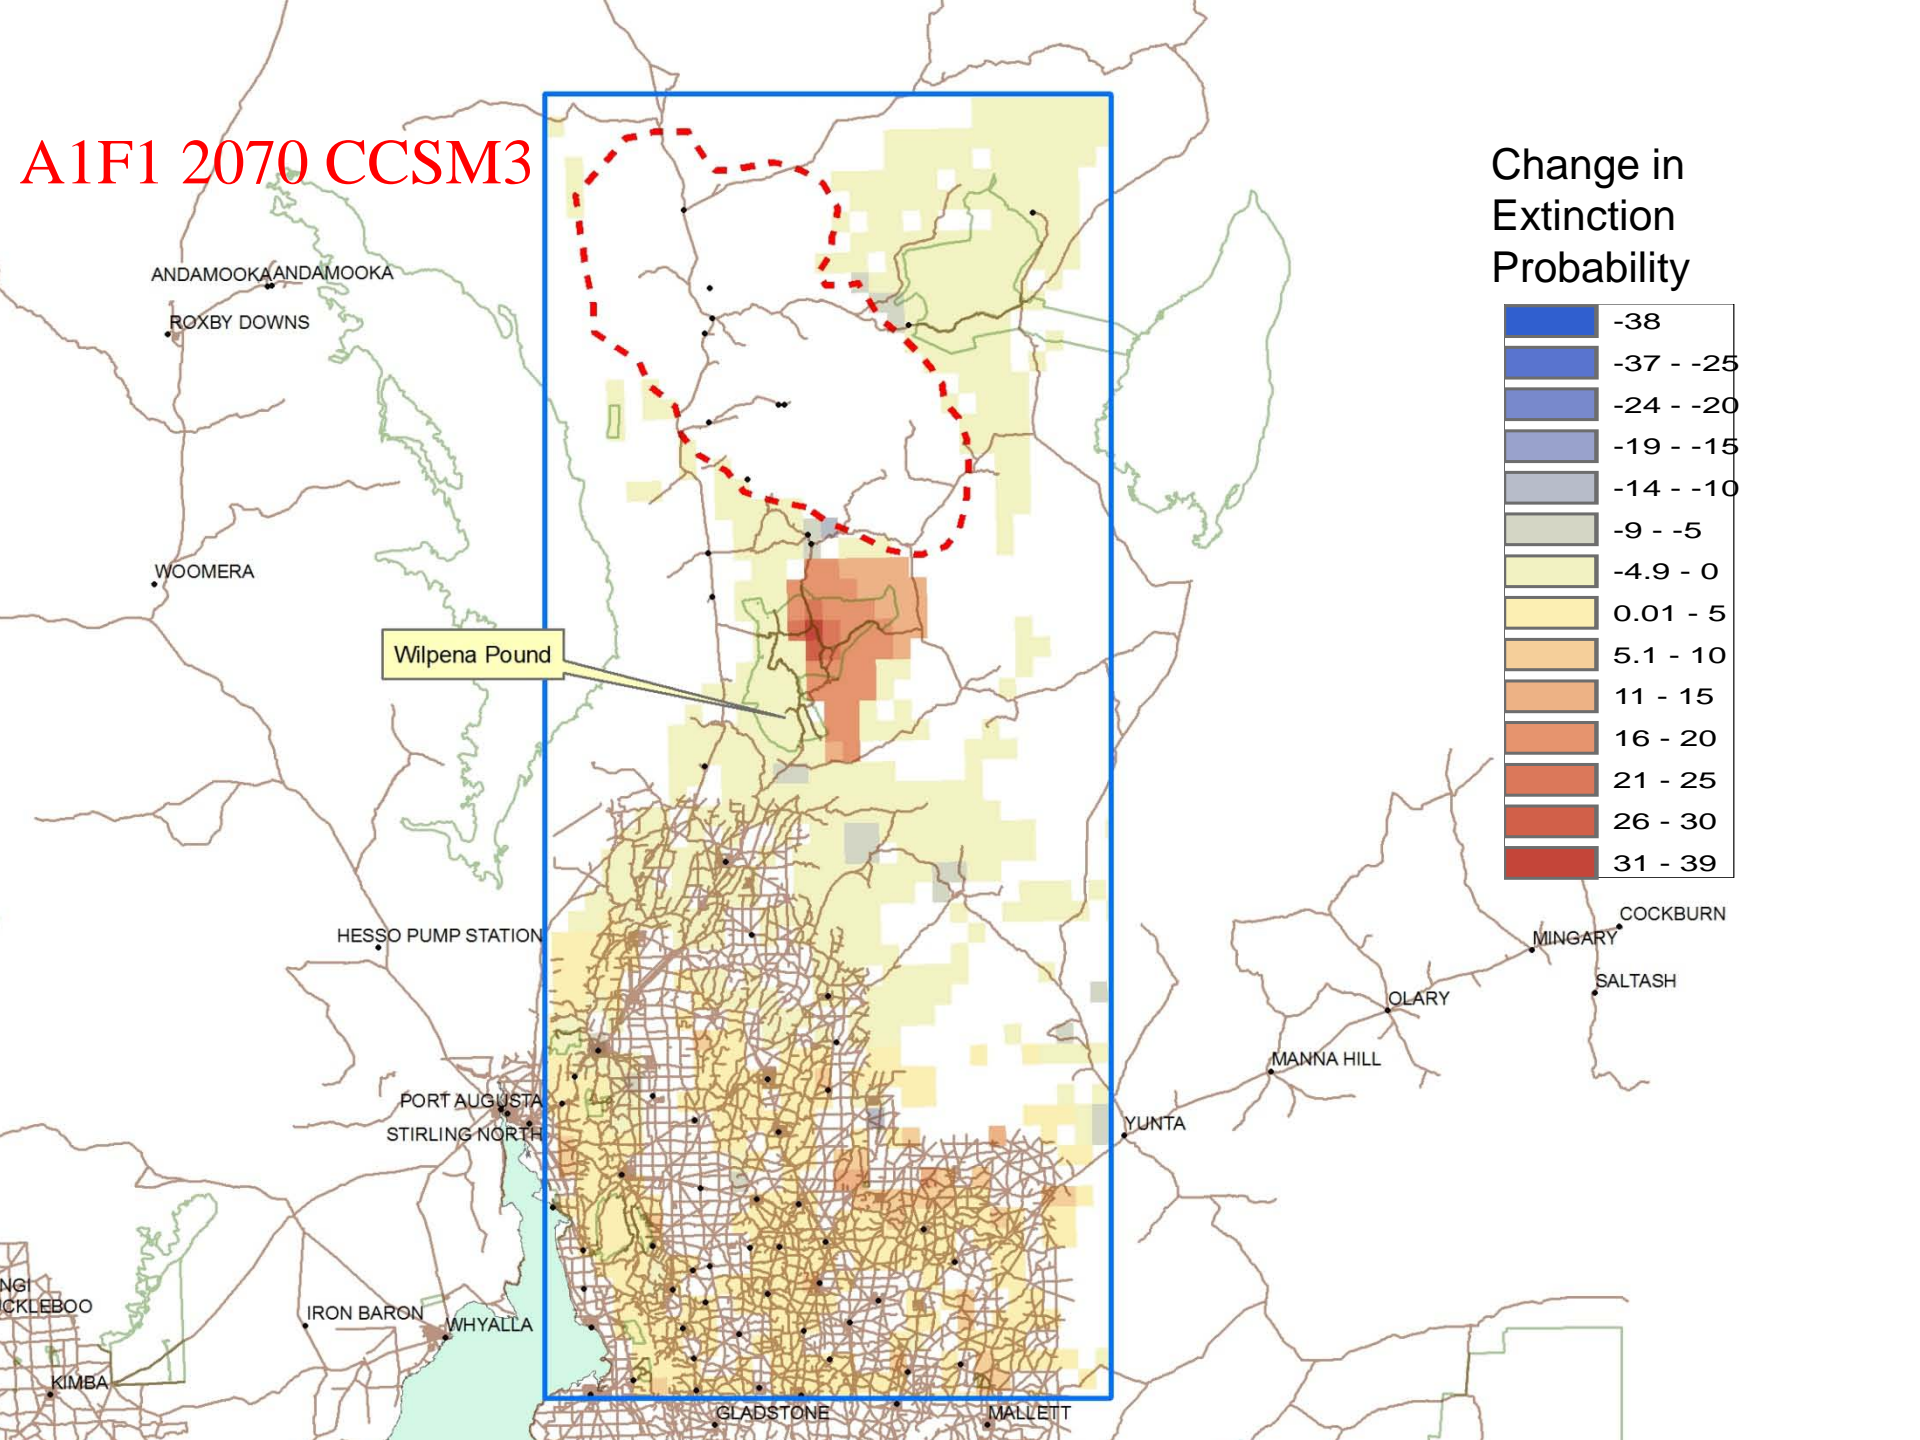 A1F1 2070 CCSM3
Change in
Extinction
Probability
-38
-37 - -25
-24 - -20
-19 - -15
-14 - -10
-9 - -5
-4.9 - 0
0.01 - 5
5.1 - 10
11 - 15
16 - 20
21 - 25
26 - 30
31 - 39
ANDAMOOKA ANDAMOOKA
ROXBY DOWNS
WOOMERA
Wilpena Pound
HESSO PUMP STATION
COCKBURN
MINGARY
SALTASH
OLARY
MANNA HILL
PORT AUGUSTA
STIRLING NORTH
YUNTA
NGI
CKLEBOO
IRON BARON
WHYALLA
KIMBA
GLADSTONE
MALLETT